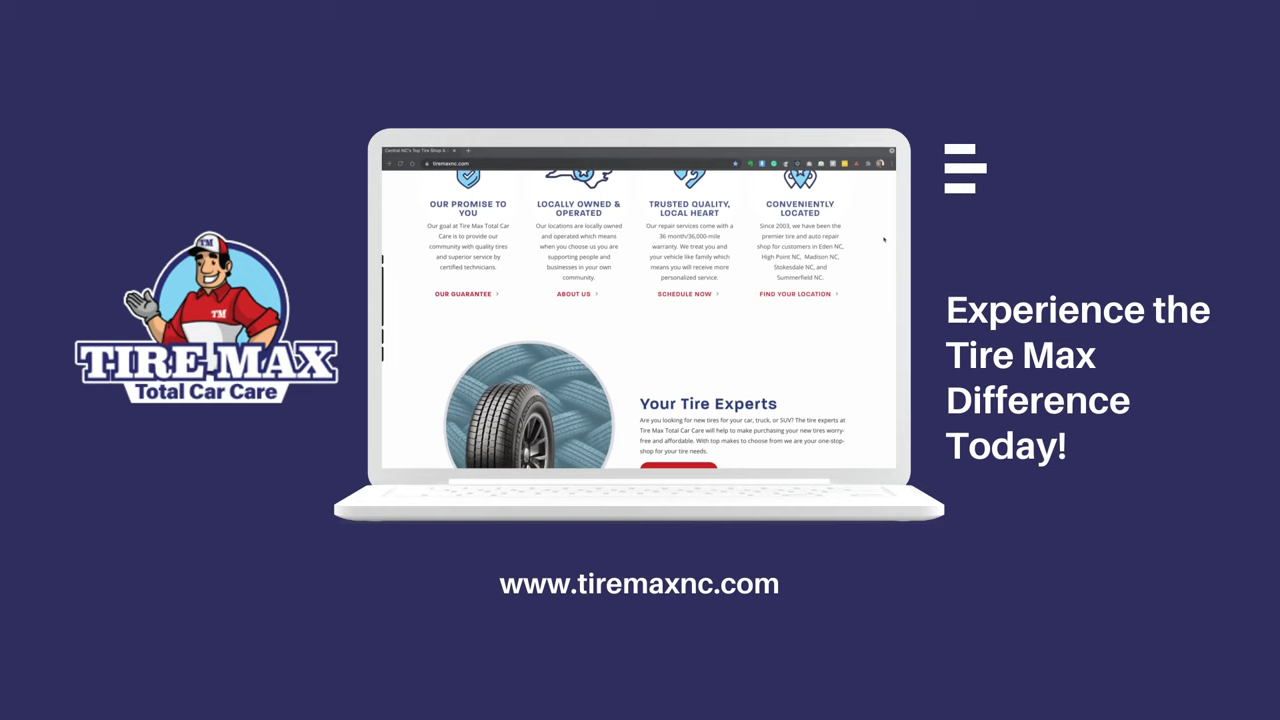 TM
TM
TIRE MAX
Total Car Care
Central NC's Top Tire Shop &
tiremaxnc.com
OUR PROMISE TO
YOU
Our goal at Tire Max Total Car
Care is to provide our
community with quality tires
and superior service by
certified technicians.
OUR GUARANTEE >
LOCALLY OWNED &
OPERATED
Our locations are locally owned
and operated which means
when you choose us you are
supporting people and
businesses in your own
community.
ABOUT US >
TRUSTED QUALITY,
LOCAL HEART
Our repair services come with a
36 month/36,000-mile
warranty. We treat you and
your vehicle like family which
means you will receive more
personalized service.
SCHEDULE NOW >
CONVENIENTLY
LOCATED
Since 2003, we have been the
premier tire and auto repair
shop for customers in Eden NC,
High Point NC, Madison NC,
Stokesdale NC, and
Summerfield NC.
FIND YOUR LOCATION >
Your Tire Experts
Are you looking for new tires for your car, truck, or SUV? The tire experts at
Tire Max Total Car Care will help to make purchasing your new tires worry-
free and affordable. With top makes to choose from we are your one-stop-
shop for your tire needs.
Experience the
Tire Max
Difference
Today!
www.tiremaxnc.com